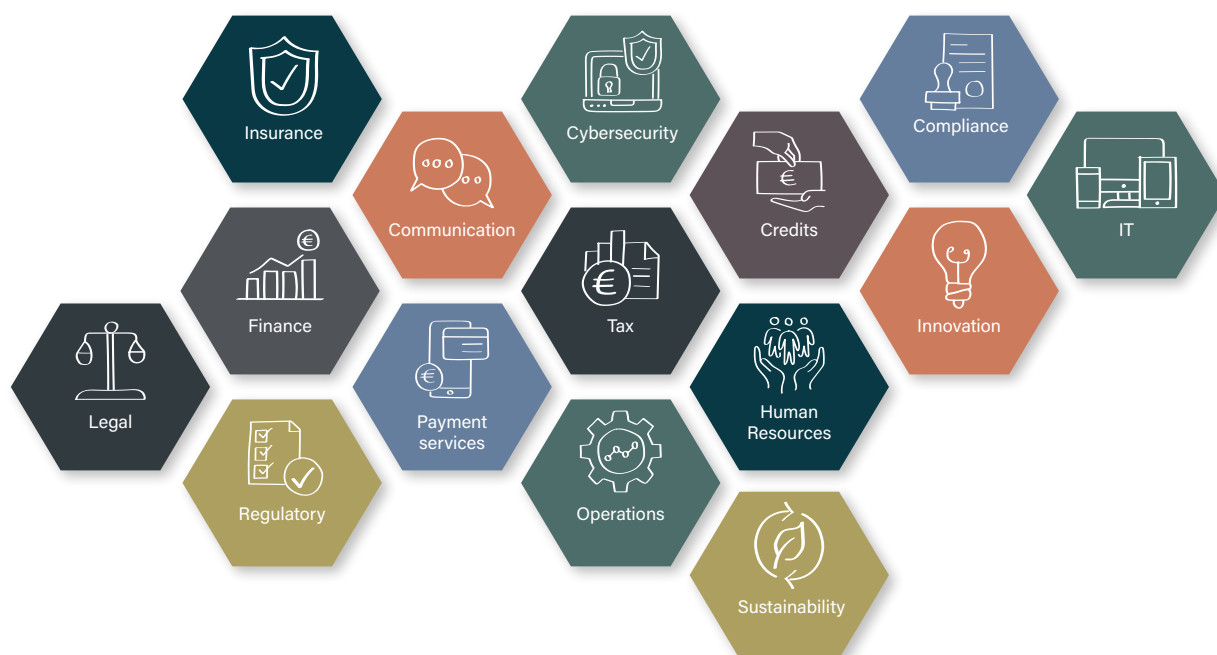 Insurance
Cybersecurity
Compliance
Communication
€
Credits
IT
€
Finance
€
Tax
Innovation
Legal
€
Payment
services
Human
Resources
Regulatory
Operations
Sustainability